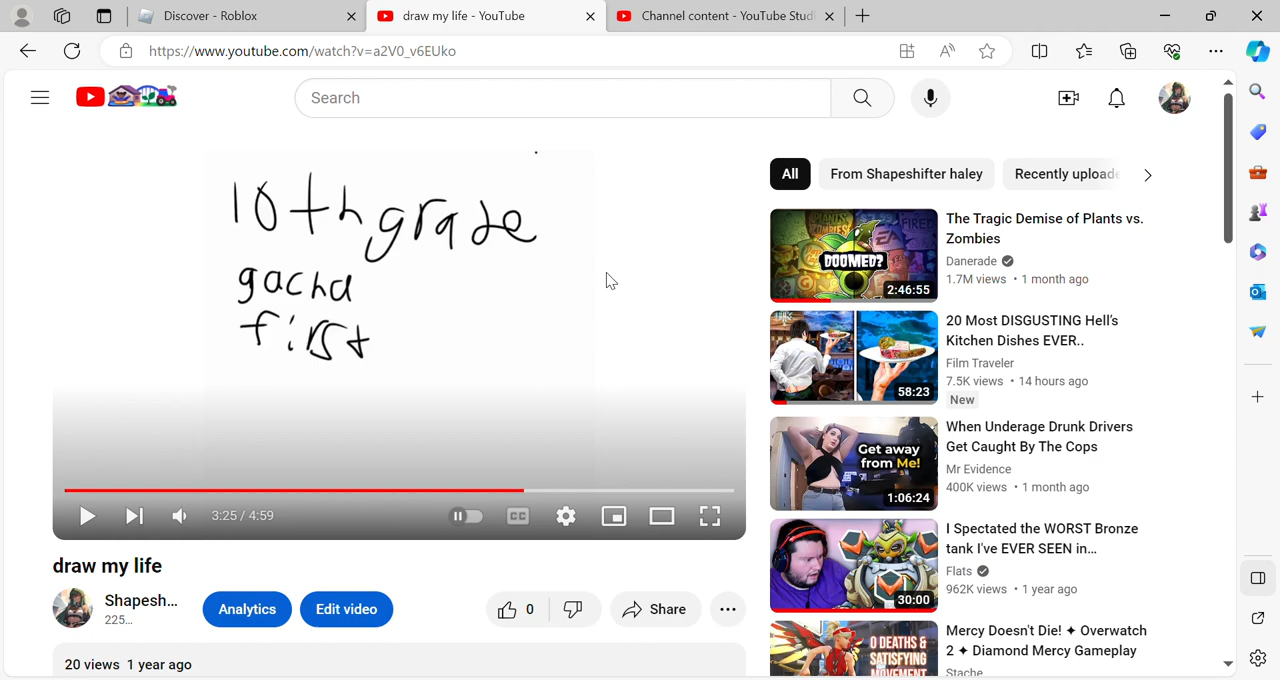 Discover - Roblox
draw my life - YouTube
Channel content - YouTube Studi
https://www.youtube.com/watch?v=a2V0_v6EUko
Search
10th grade
gacha
first
3:25 / 4:59
CC
draw my life
Shapesh...
225...
Analytics
Edit video
0
Share
20 views 1 year ago
All
From Shapeshifter haley
Recently uploade
DOOMED?
2:46:55
The Tragic Demise of Plants vs.
Zombies
Danerade
1.7M views • 1 month ago
58:23
20 Most DISGUSTING Hell's
Kitchen Dishes EVER..
Film Traveler
7.5K views • 14 hours ago
New
Get away
from Me!
1:06:24
When Underage Drunk Drivers
Get Caught By The Cops
Mr Evidence
400K views • 1 month ago
30:00
I Spectated the WORST Bronze
tank I've EVER SEEN in...
Flats
962K views • 1 year ago
0 DEATHS &
SATISFYING
MOVEMENT
Mercy Doesn't Die! ✦ Overwatch
2 ✦ Diamond Mercy Gameplay
Stache